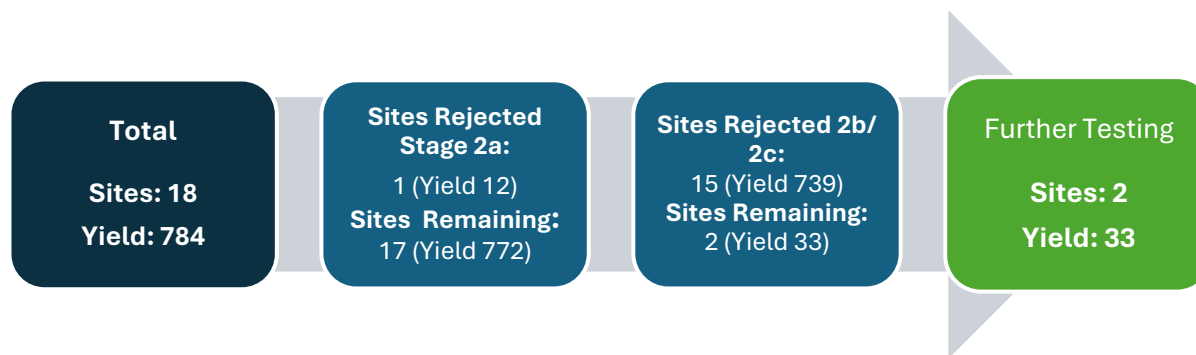 Total
Sites: 18
Yield: 784
Sites Rejected
Stage 2a:
1 (Yield 12)
Sites Remaining:
17 (Yield 772)
Sites Rejected 2b/
2c:
15 (Yield 739)
Sites Remaining:
2 (Yield 33)
Further Testing
Sites: 2
Yield: 33